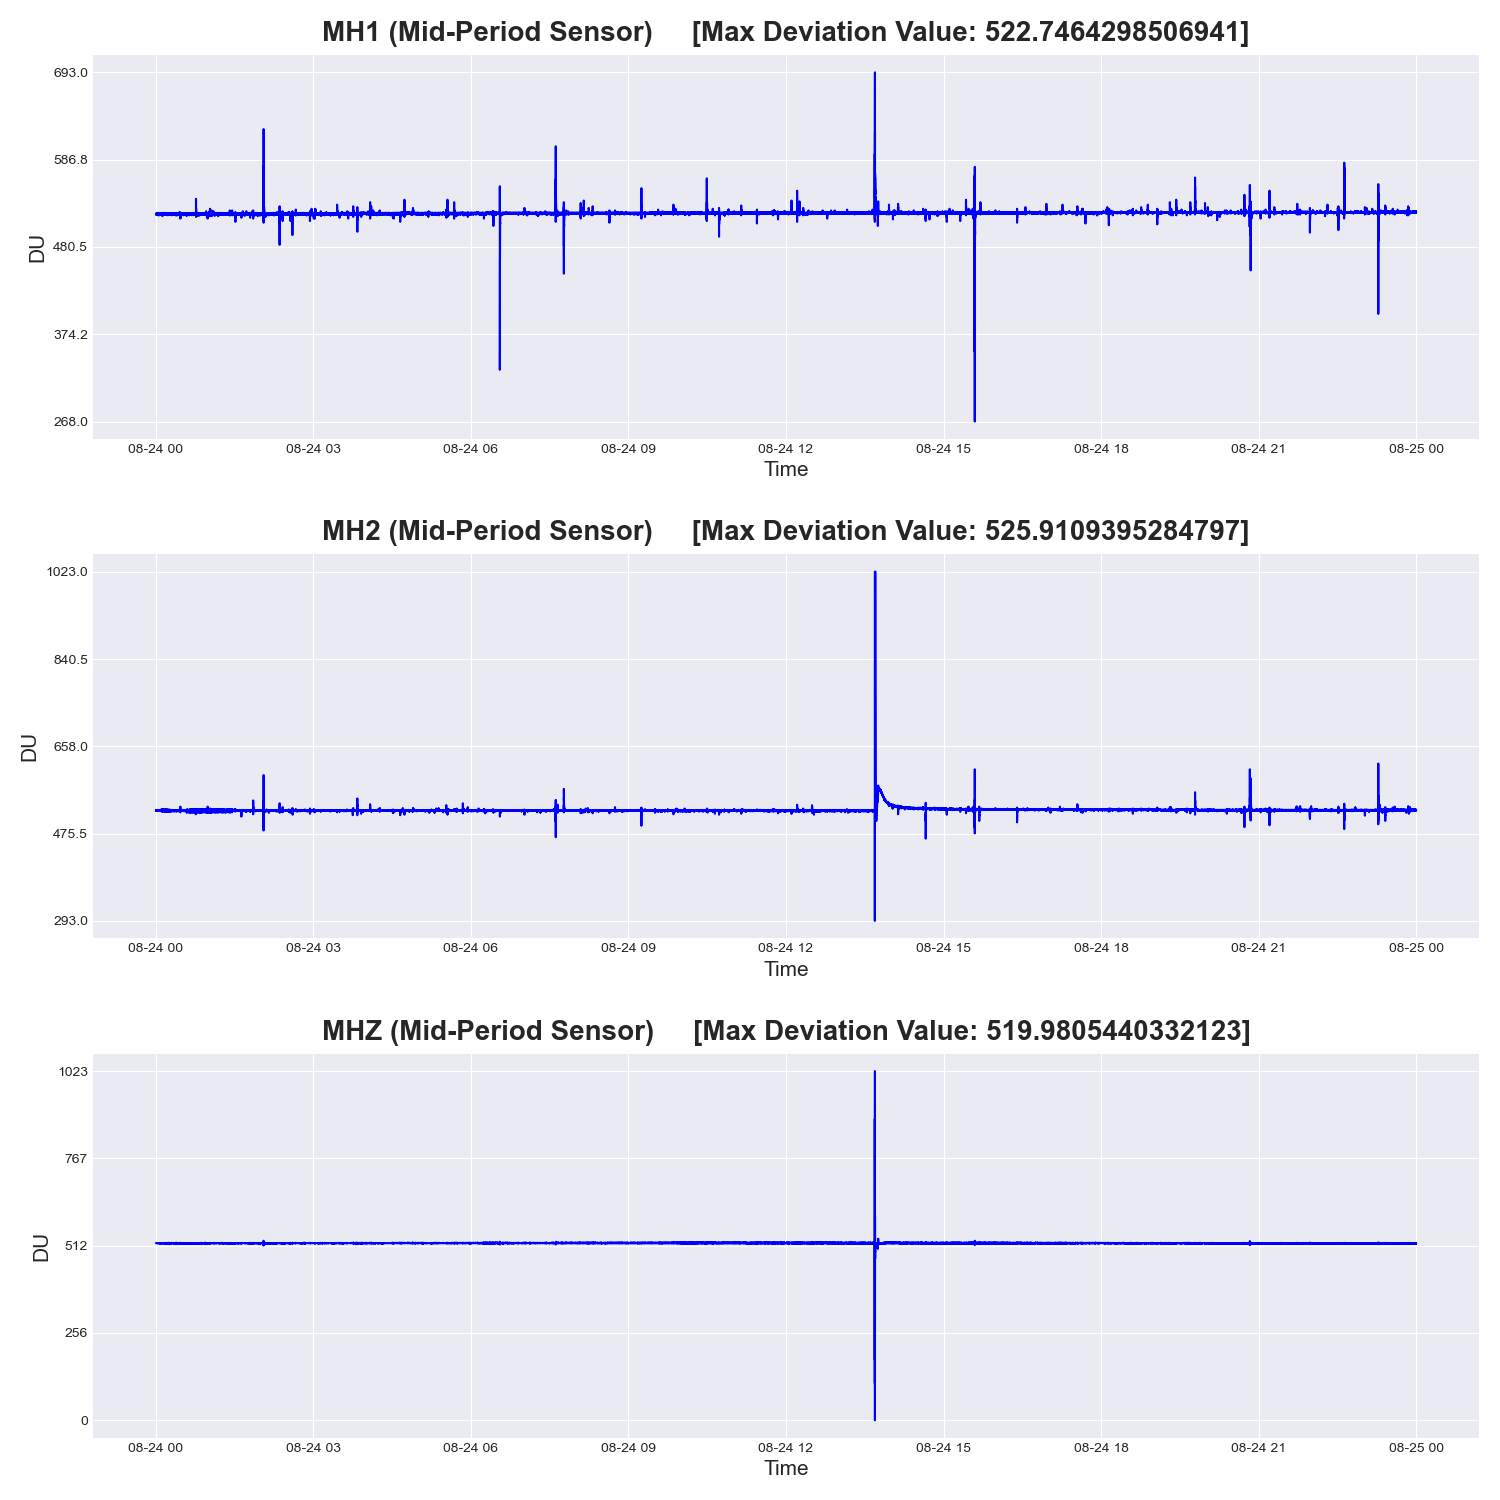 MH1 (Mid-Period Sensor) [Max Deviation Value: 522.7464298506941]
693.0
586.8
480.5
374.2
268.0
DU
08-24 00 08-24 03 08-24 06 08-24 09 08-24 12 08-24 15 08-24 18 08-24 21 08-25 00
Time
MH2 (Mid-Period Sensor) [Max Deviation Value: 525.9109395284797]
1023.0
840.5
658.0
475.5
293.0
DU
08-24 00 08-24 03 08-24 06 08-24 09 08-24 12 08-24 15 08-24 18 08-24 21 08-25 00
Time
MHZ (Mid-Period Sensor) [Max Deviation Value: 519.9805440332123]
1023
767
512
256
0
DU
08-24 00 08-24 03 08-24 06 08-24 09 08-24 12 08-24 15 08-24 18 08-24 21 08-25 00
Time